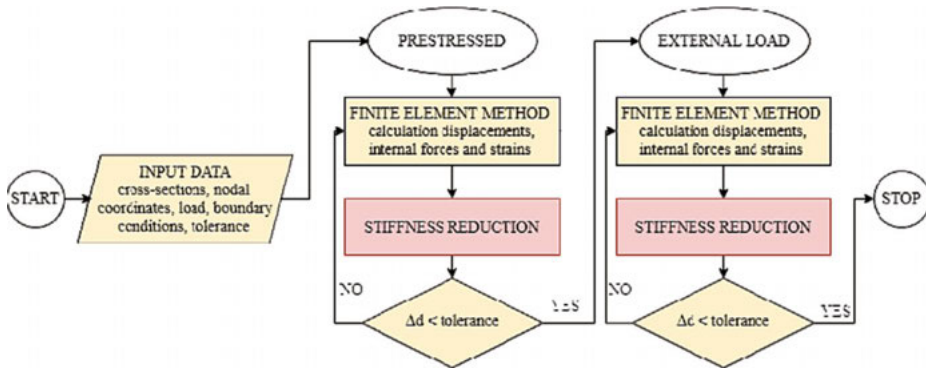 START
INPUT DATA
cross-sections, nodal
coordinates, load, boundary
conditions, tolerance
PRESTRESSED
FINITE ELEMENT METHOD
calculation displacements,
internal forces and strains
STIFFNESS REDUCTION
NO
Δd < tolerance
YES
EXTERNAL LOAD
FINITE ELEMENT METHOD
calculation displacements,
internal forces and strains
STIFFNESS REDUCTION
NO
Δd < tolerance
YES
STOP